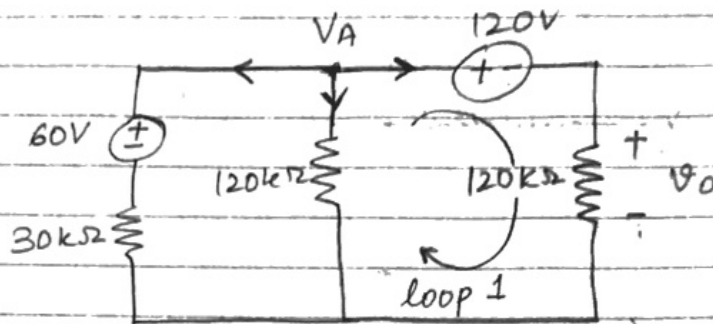 VA 120V
+ -
60V
+
-
120kΩ 120kΩ + vo -
30kΩ
loop 1